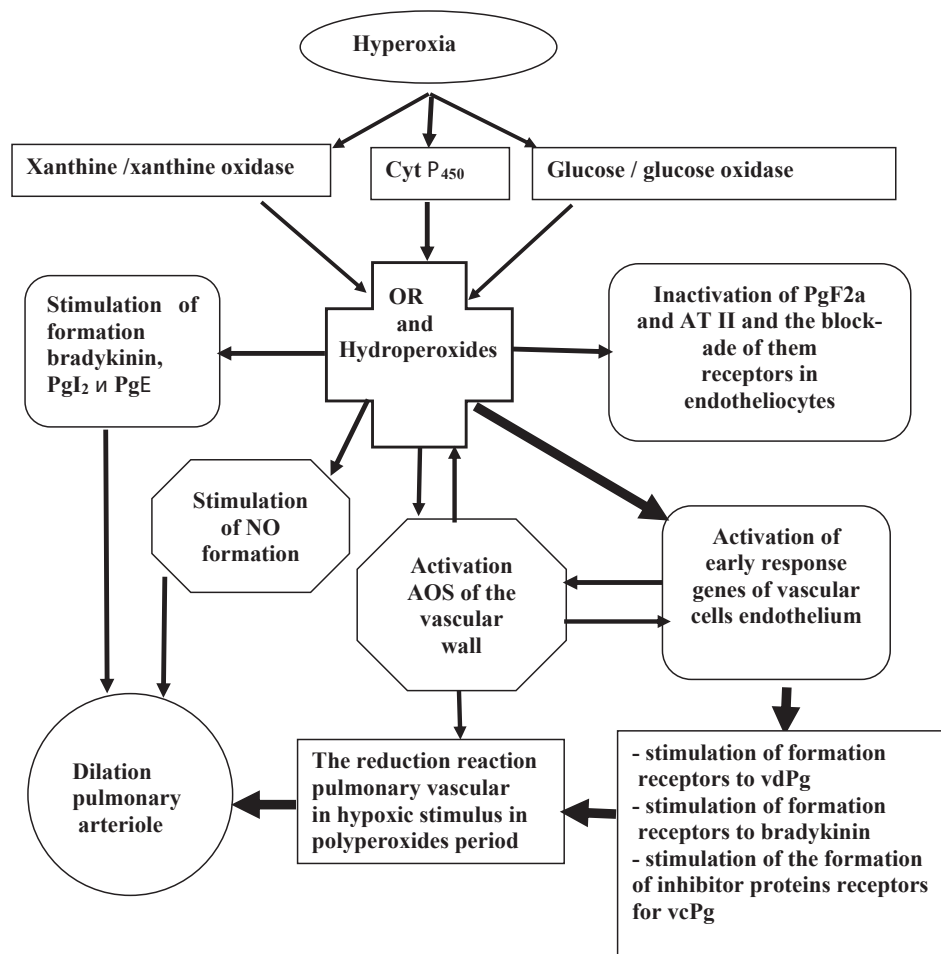 Hyperoxia
Xanthine /xanthine oxidase
Cyt P₄₅₀
Glucose / glucose oxidase
Stimulation of
formation
bradykinin,
PgI₂ и PgE
OR
and
Hydroperoxides
Inactivation of PgF2a
and AT II and the block-
ade of them
receptors in
endotheliocytes
Stimulation
of NO
formation
Activation
AOS of the
vascular
wall
Activation of
early response
genes of vascular
cells endothelium
Dilation
pulmonary
arteriole
The reduction reaction
pulmonary vascular
in hypoxic stimulus in
polyperoxides period
- stimulation of formation
receptors to vdPg
- stimulation of formation
receptors to bradykinin
- stimulation of the formation
of inhibitor proteins receptors
for vcPg